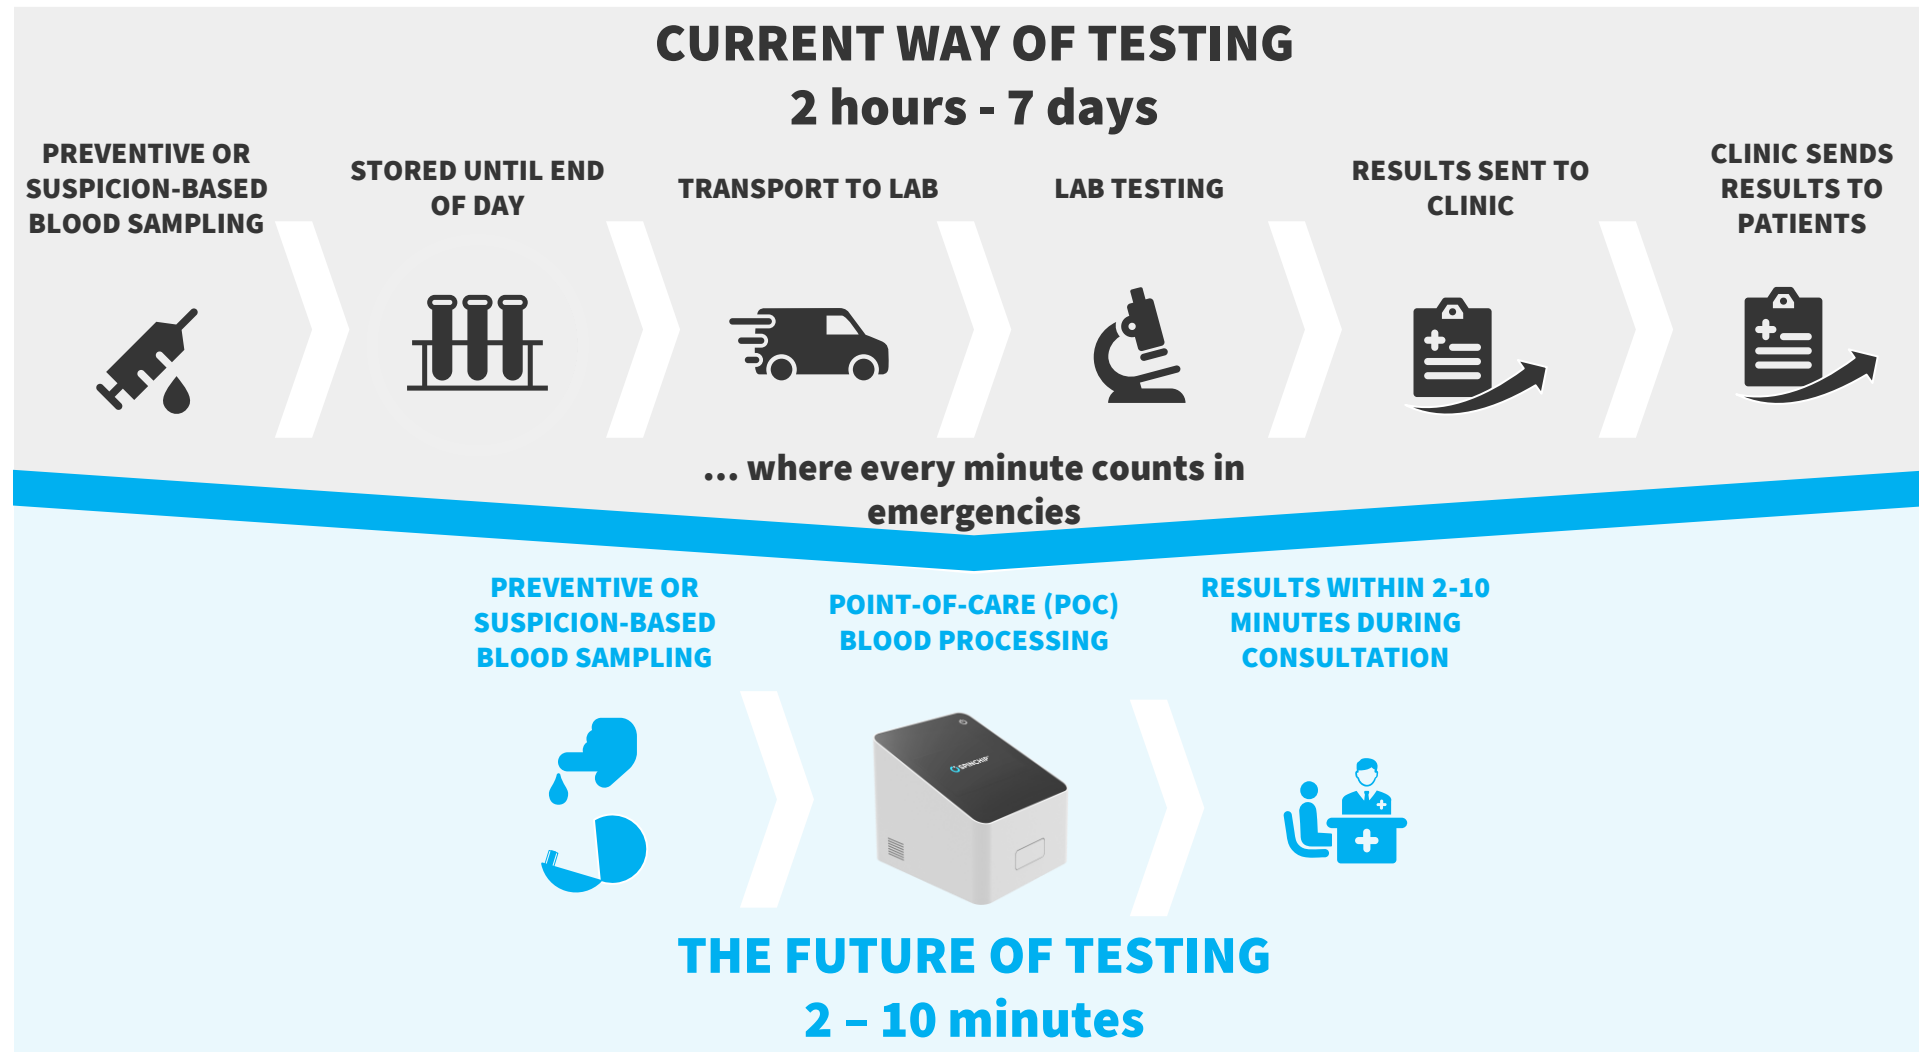 CURRENT WAY OF TESTING
2 hours - 7 days
PREVENTIVE OR
SUSPICION-BASED
BLOOD SAMPLING
STORED UNTIL END
OF DAY
TRANSPORT TO LAB
LAB TESTING
RESULTS SENT TO
CLINIC
CLINIC SENDS
RESULTS TO
PATIENTS
... where every minute counts in
emergencies
PREVENTIVE OR
SUSPICION-BASED
BLOOD SAMPLING
POINT-OF-CARE (POC)
BLOOD PROCESSING
RESULTS WITHIN 2-10
MINUTES DURING
CONSULTATION
SPINCHIP
THE FUTURE OF TESTING
2 – 10 minutes